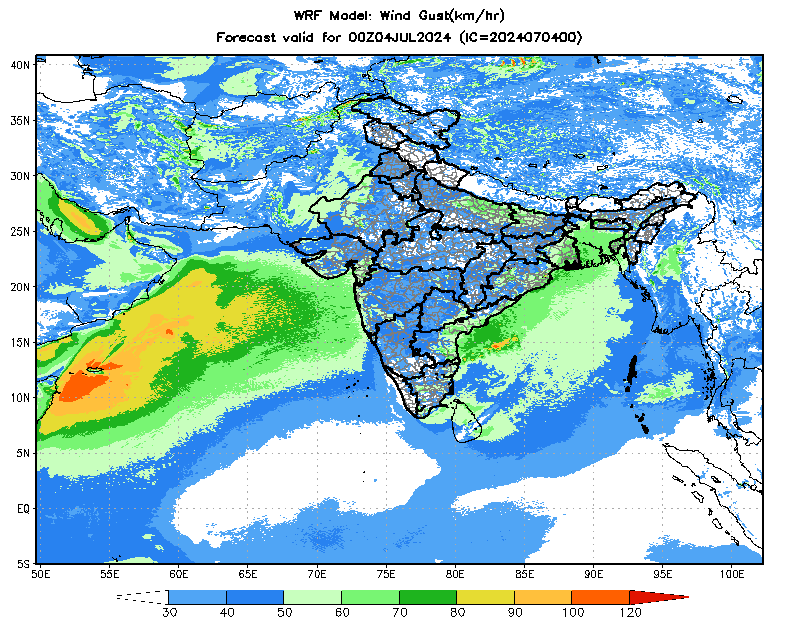 WRF Model: Wind Gust(km/hr)
Forecast valid for 00Z04JUL2024 (IC=2024070400)
40N
35N
30N
25N
20N
15N
10N
5N
EQ
5S
50E 55E 60E 65E 70E 75E 80E 85E 90E 95E 100E
30 40 50 60 70 80 90 100 120